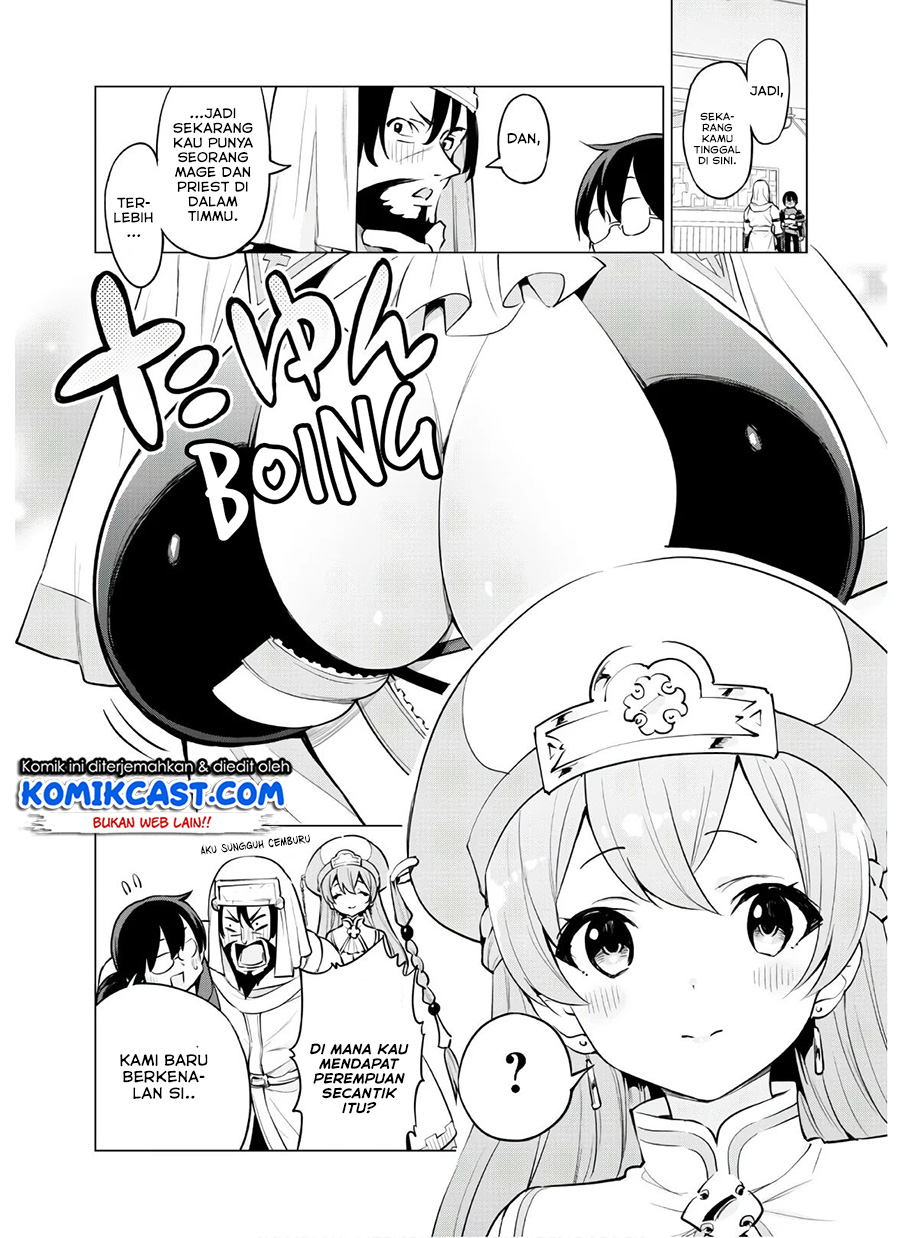 JADI,
SEKA-
RANG
KAMU
TINGGAL
DI SINI.
DAN,
...JADI
SEKARANG
KAU PUNYA
SEORANG
MAGE DAN
PRIEST DI
DALAM
TIMMU.
TER-
LEBIH
...
たゆん
BOING
?
Komik ini diterjemahkan & diedit oleh
KOMIKCAST.COM
BUKAN WEB LAIN!!
AKU SUNGGUH CEMBURU
DI MANA KAU
MENDAPAT
PEREMPUAN
SECANTIK
ITU?
KAMI BARU
BERKENA-
LAN SI..